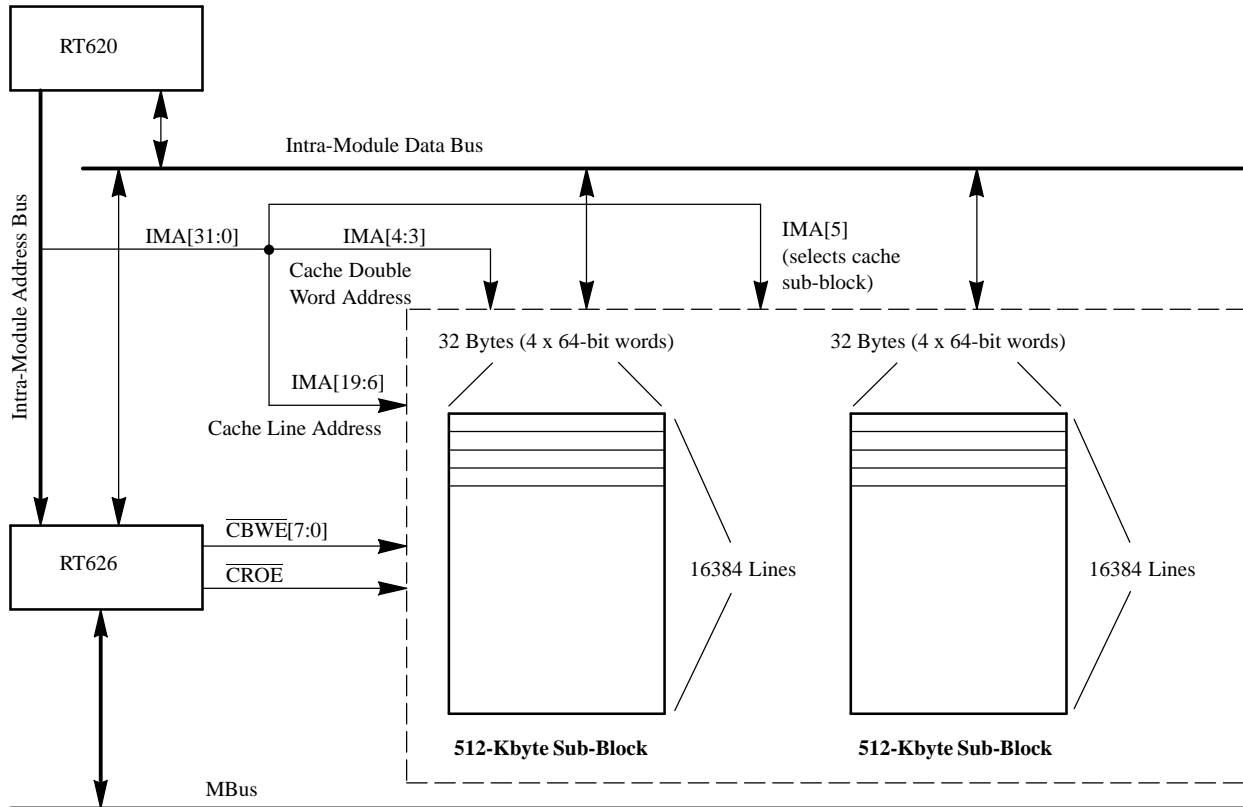 RT620
Intra-Module Data Bus
Intra-Module Address Bus
IMA[31:0]
IMA[4:3]
Cache Double
Word Address
IMA[5]
(selects cache
sub-block)
32 Bytes (4 x 64-bit words)
32 Bytes (4 x 64-bit words)
IMA[19:6]
Cache Line Address
CBWE[7:0]
RT626
CROE
16384 Lines
16384 Lines
512-Kbyte Sub-Block
512-Kbyte Sub-Block
MBus